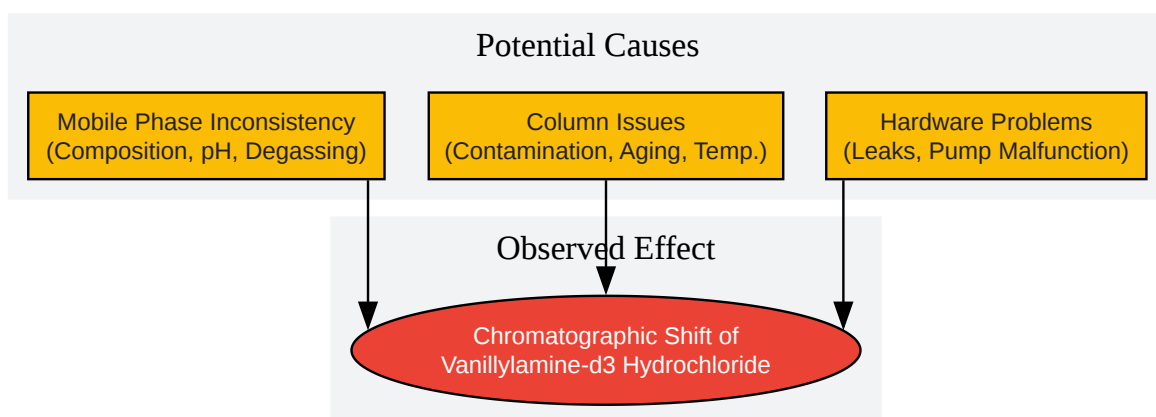 Potential Causes
Mobile Phase Inconsistency
(Composition, pH, Degassing)
Column Issues
(Contamination, Aging, Temp.)
Hardware Problems
(Leaks, Pump Malfunction)
Observed Effect
Chromatographic Shift of
Vanillylamine-d3 Hydrochloride